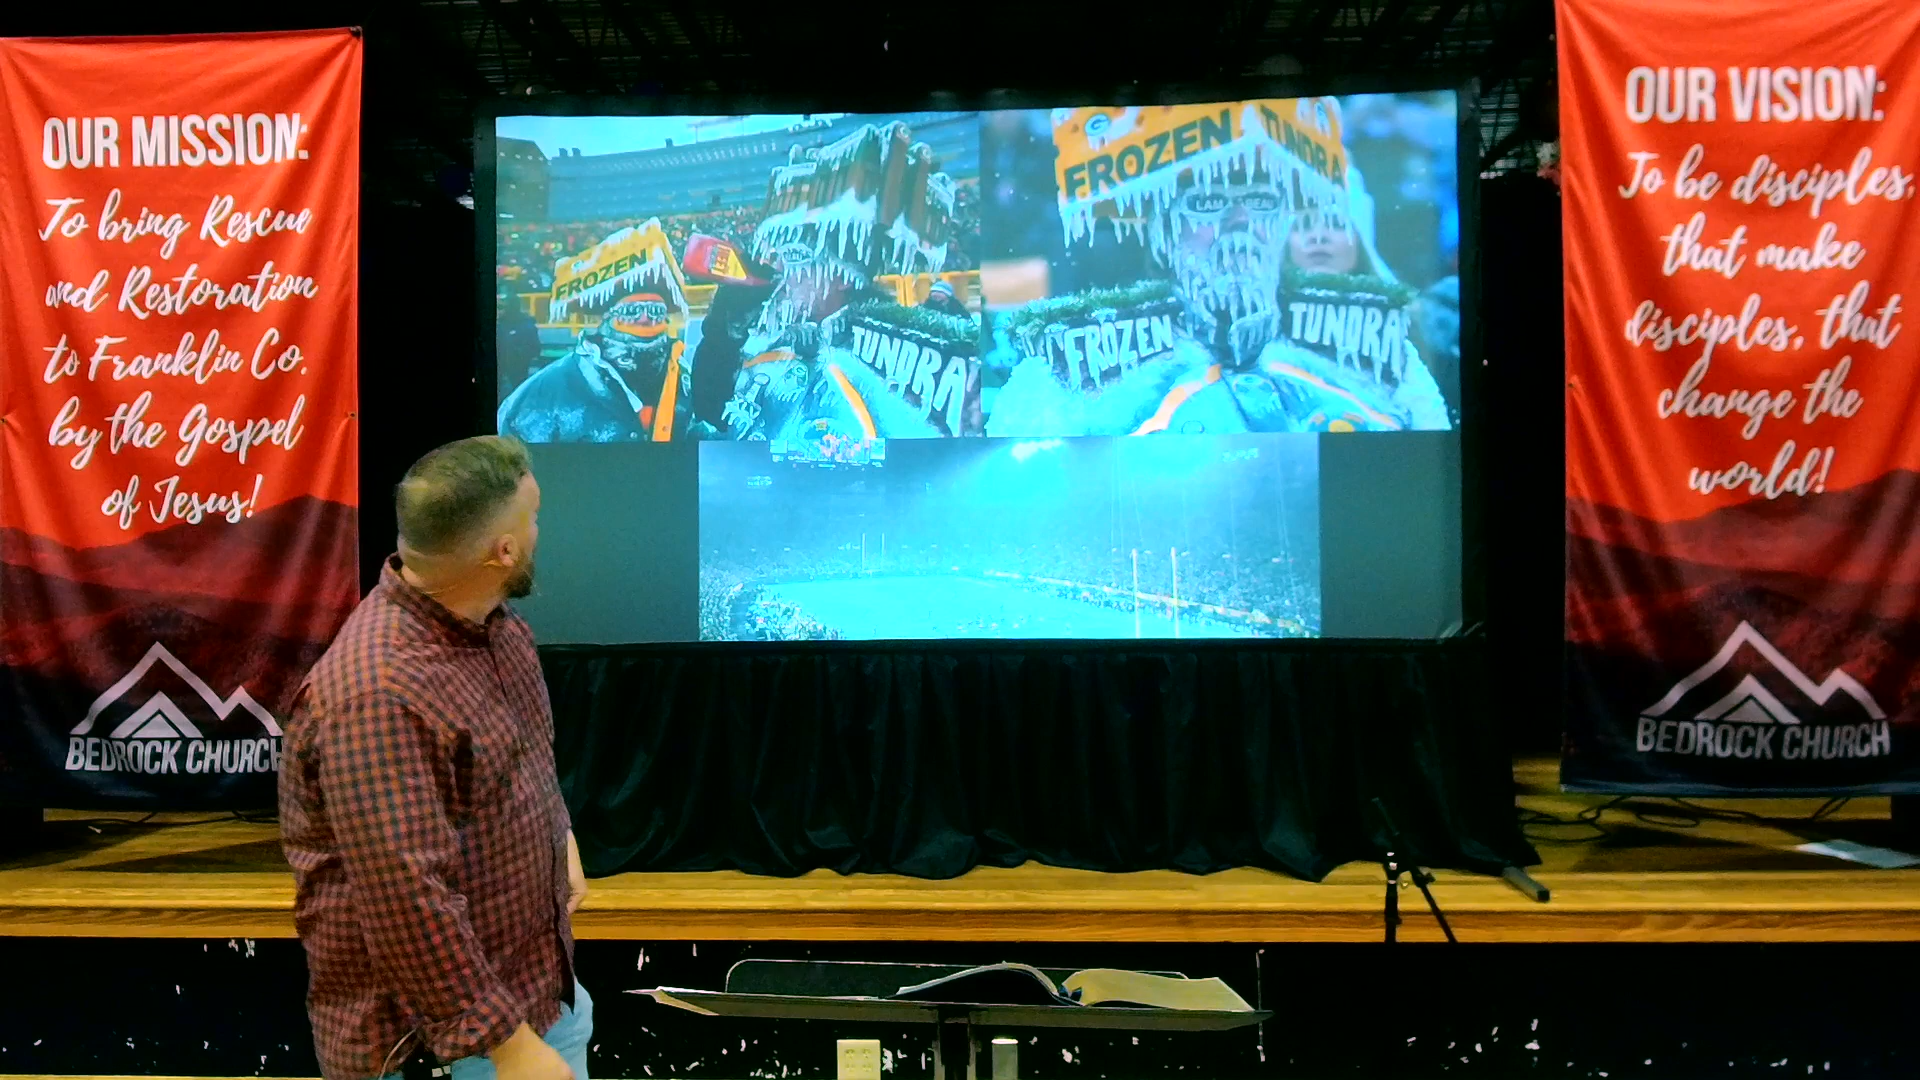 OUR MISSION:
To bring Rescue
and Restoration
to Franklin Co.
by the Gospel
of Jesus!
BEDROCK CHURCH
FROZEN
TUNDRA
G
FROZEN TUNDRA
FROZEN
TUNDRA
OUR VISION:
To be disciples,
that make
disciples, that
change the
world!
BEDROCK CHURCH